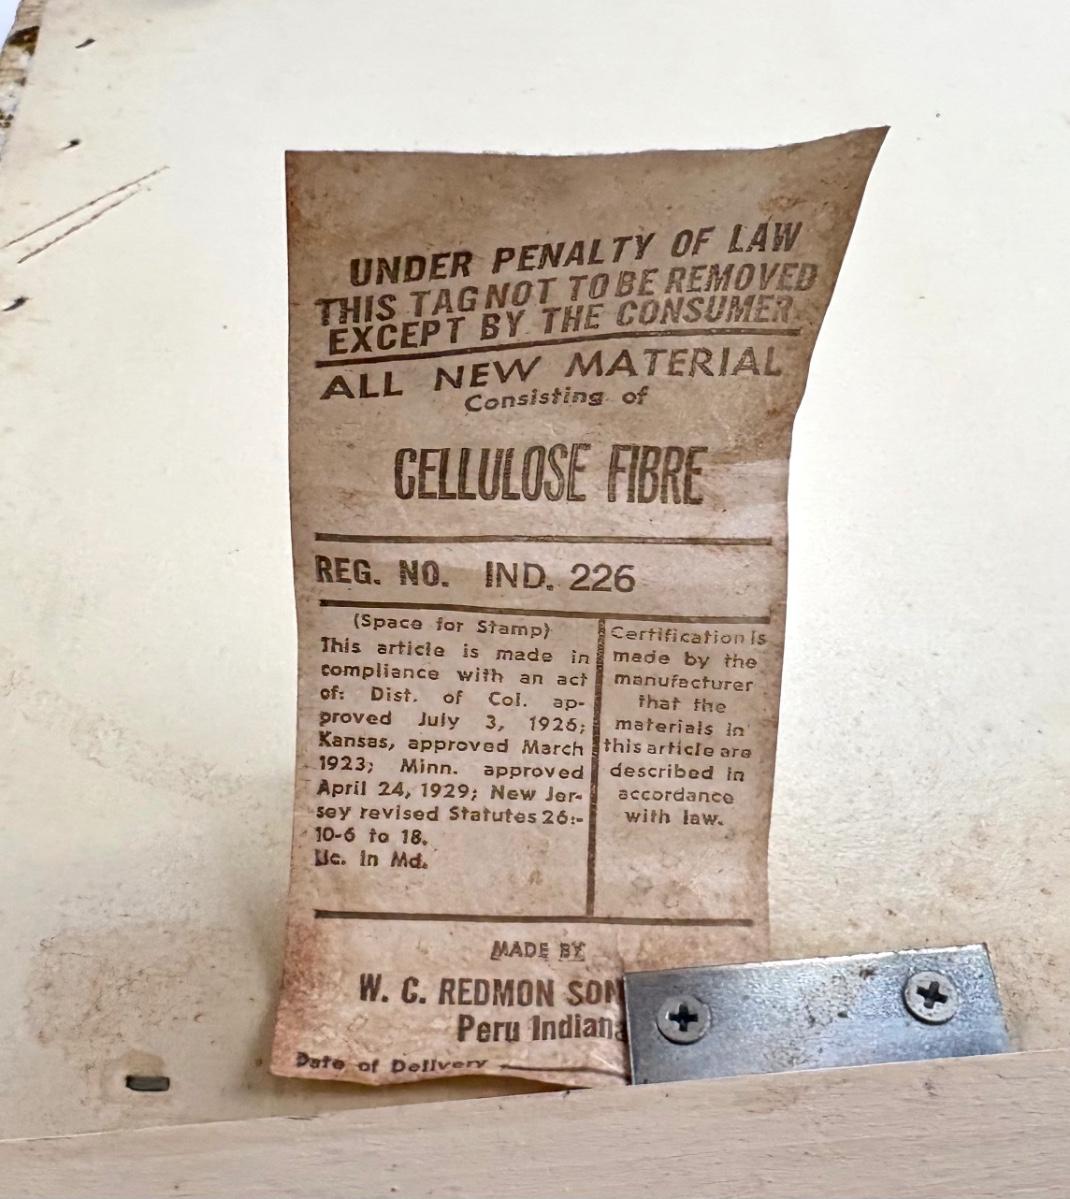 UNDER PENALTY OF LAW
THIS TAG NOT TO BE REMOVED
EXCEPT BY THE CONSUMER.
ALL NEW MATERIAL
Consisting of
CELLULOSE FIBRE
REG. NO. IND. 226
(Space for Stamp)
This article is made in
compliance with an act
of: Dist. of Col. ap-
proved July 3, 1926;
Kansas, approved March
1923; Minn. approved
April 24, 1929; New Jer-
sey revised Statutes 26:-
10-6 to 18.
Lic. in Md.
Certification is
made by the
manufacturer
that the
materials in
this article are
described in
accordance
with law.
MADE BY
W. C. REDMON SON
Peru Indiana
Date of Delivery